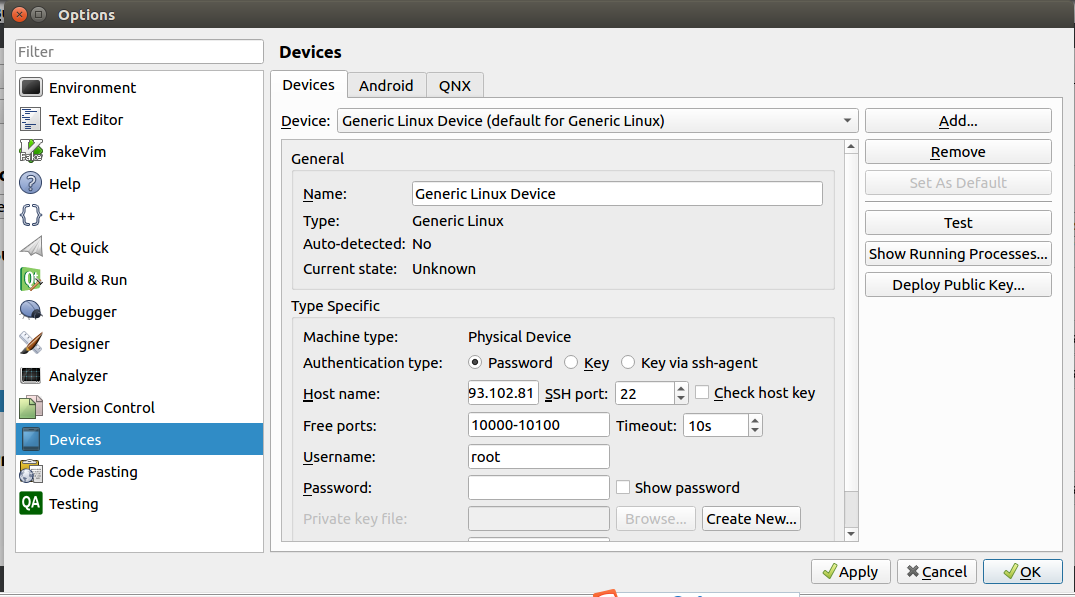 Options
Filter
Environment
Text Editor
FakeVim
Help
C++
Qt Quick
Build & Run
Debugger
Designer
Analyzer
Version Control
Devices
Code Pasting
QA Testing
Devices
Devices Android QNX
Device: Generic Linux Device (default for Generic Linux) Add...
Remove
Set As Default
Test
Show Running Processes...
Deploy Public Key...
General
Name: Generic Linux Device
Type: Generic Linux
Auto-detected: No
Current state: Unknown
Type Specific
Machine type: Physical Device
Authentication type: Password Key Key via ssh-agent
Host name: 93.102.81 SSH port: 22 Check host key
Free ports: 10000-10100 Timeout: 10s
Username: root
Password: Show password
Private key file: Browse... Create New...
Apply Cancel OK